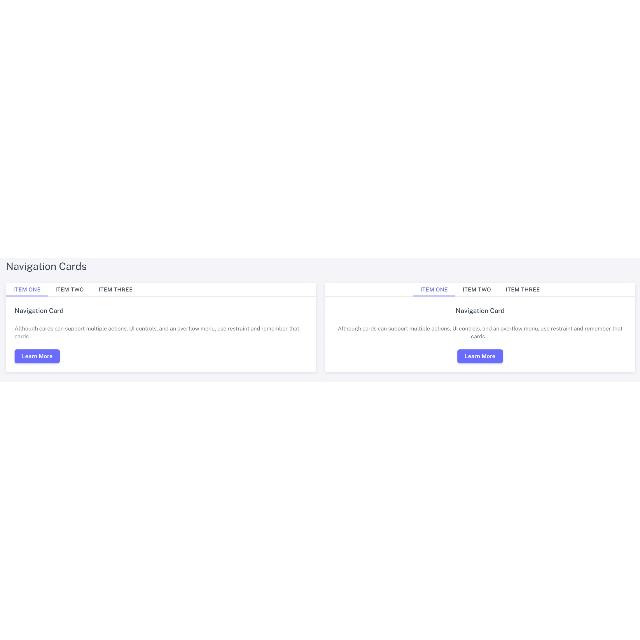 Navigation Cards
ITEM ONE ITEM TWO ITEM THREE
Navigation Card
Although cards can support multiple actions, UI controls, and an overflow menu, use restraint and remember that
cards...
Learn More
ITEM ONE ITEM TWO ITEM THREE
Navigation Card
Although cards can support multiple actions, UI controls, and an overflow menu, use restraint and remember that
cards...
Learn More